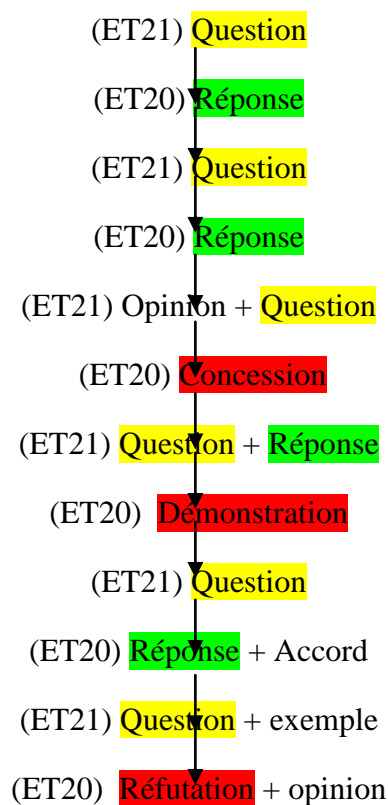 (ET21) Question
(ET20) Réponse
(ET21) Question
(ET20) Réponse
(ET21) Opinion + Question
(ET20) Concession
(ET21) Question + Réponse
(ET20) Démonstration
(ET21) Question
(ET20) Réponse + Accord
(ET21) Question + exemple
(ET20) Réfutation + opinion